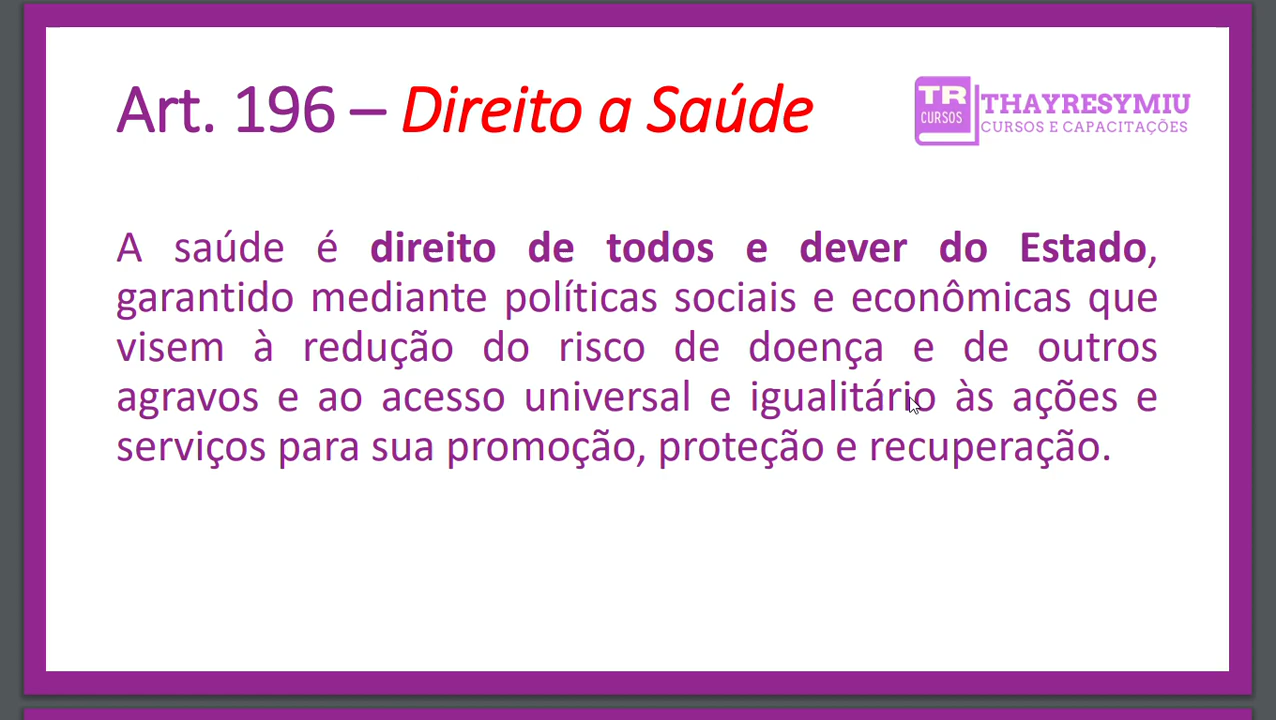 Art. 196 – Direito a Saúde
TR
CURSOS
THAYRESYMIU
CURSOS E CAPACITAÇÕES
A saúde é direito de todos e dever do Estado,
garantido mediante políticas sociais e econômicas que
visem à redução do risco de doença e de outros
agravos e ao acesso universal e igualitário às ações e
serviços para sua promoção, proteção e recuperação.